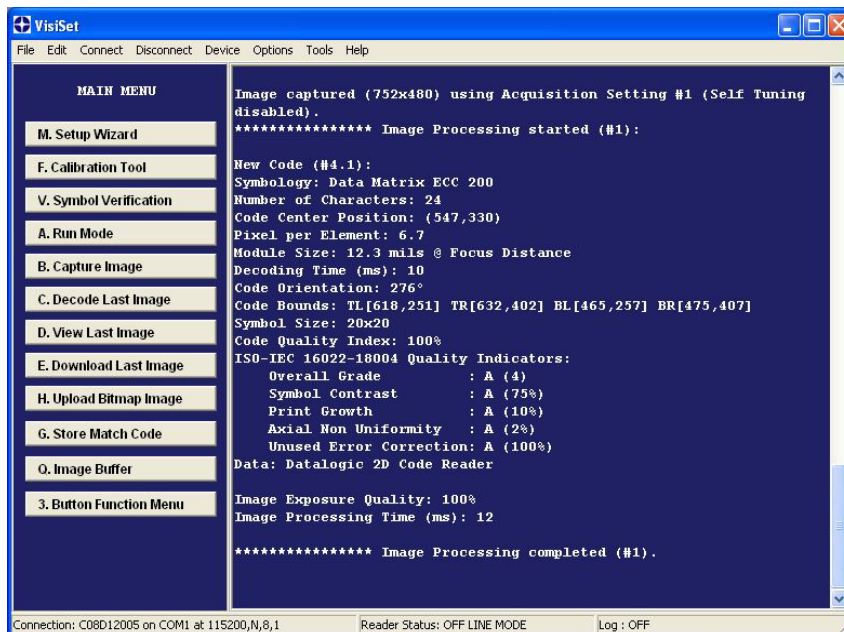 VisiSet
File Edit Connect Disconnect Device Options Tools Help
MAIN MENU
M. Setup Wizard
F. Calibration Tool
V. Symbol Verification
A. Run Mode
B. Capture Image
C. Decode Last Image
D. View Last Image
E. Download Last Image
H. Upload Bitmap Image
G. Store Match Code
Q. Image Buffer
3. Button Function Menu
Image captured (752x480) using Acquisition Setting #1 (Self Tuning
disabled).
**************** Image Processing started (#1):
New Code (#4.1):
Symbology: Data Matrix ECC 200
Number of Characters: 24
Code Center Position: (547,330)
Pixel per Element: 6.7
Module Size: 12.3 mils @ Focus Distance
Decoding Time (ms): 10
Code Orientation: 276°
Code Bounds: TL[618,251] TR[632,402] BL[465,257] BR[475,407]
Symbol Size: 20x20
Code Quality Index: 100%
ISO-IEC 16022-18004 Quality Indicators:
Overall Grade : A (4)
Symbol Contrast : A (75%)
Print Growth : A (10%)
Axial Non Uniformity : A (2%)
Unused Error Correction: A (100%)
Data: Datalogic 2D Code Reader
Image Exposure Quality: 100%
Image Processing Time (ms): 12
**************** Image Processing completed (#1).
Connection: C08D12005 on COM1 at 115200,N,8,1 Reader Status: OFF LINE MODE Log : OFF